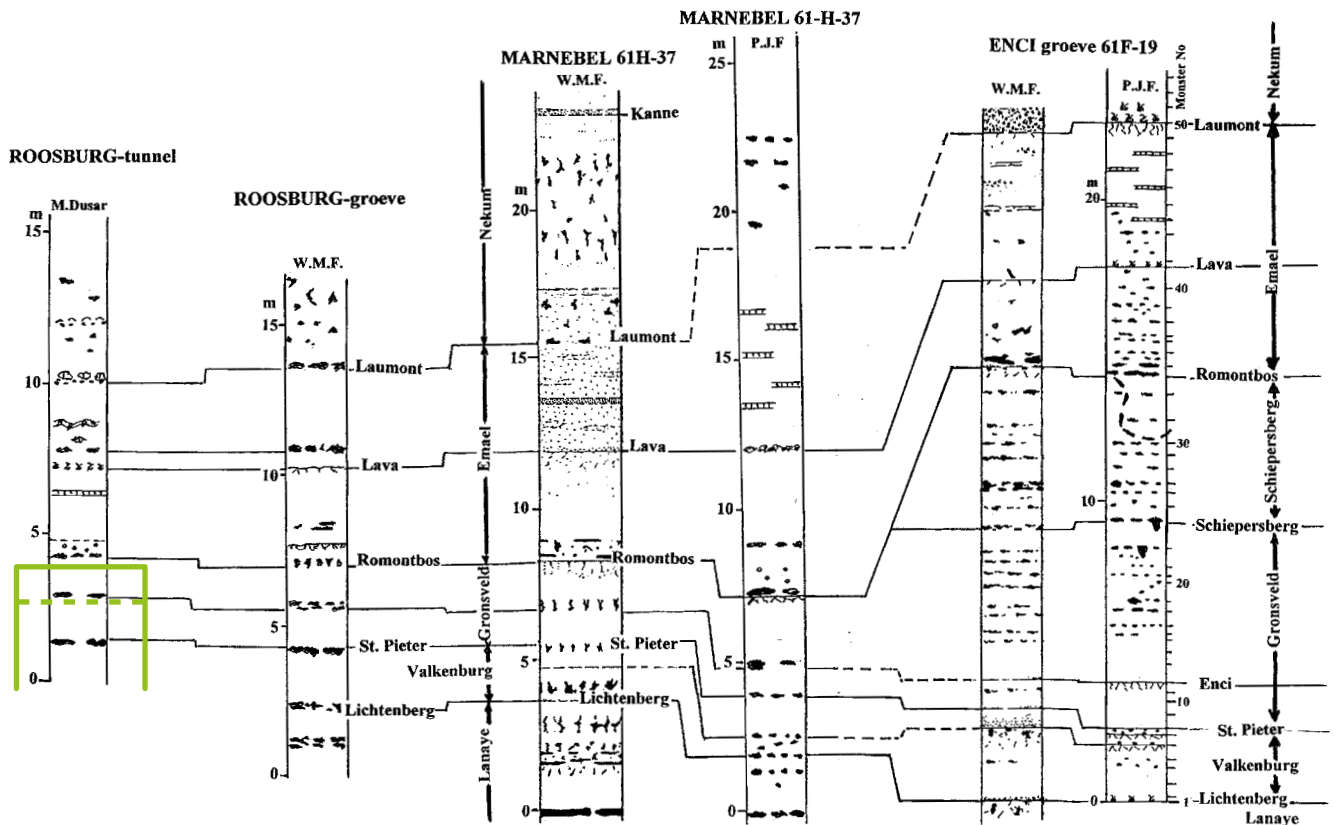 MARNEBEL 61-H-37
m
P.J.F
25
20
15
10
5
0
ENCI groeve 61F-19
W.M.F.
P.J.F.
Monster No
m
20
10
0
50
40
30
20
10
1
MARNEBEL 61H-37
W.M.F.
m
20
15
10
5
0
ROOSBURG-tunnel
M.Dusar
m
15
10
5
0
ROOSBURG-groeve
W.M.F.
m
15
10
5
0
Nekum
Emael
Gronsveld
Valkenburg
Lanaye
Kanne
Laumont
Laumont
Lava
Lava
Romontbos
Romontbos
St. Pieter
St. Pieter
Lichtenberg
Lichtenberg
Nekum
Laumont
Emael
Lava
Romontbos
Schiepersberg
Schiepersberg
Gronsveld
Enci
St. Pieter
Valkenburg
Lichtenberg
Lanaye